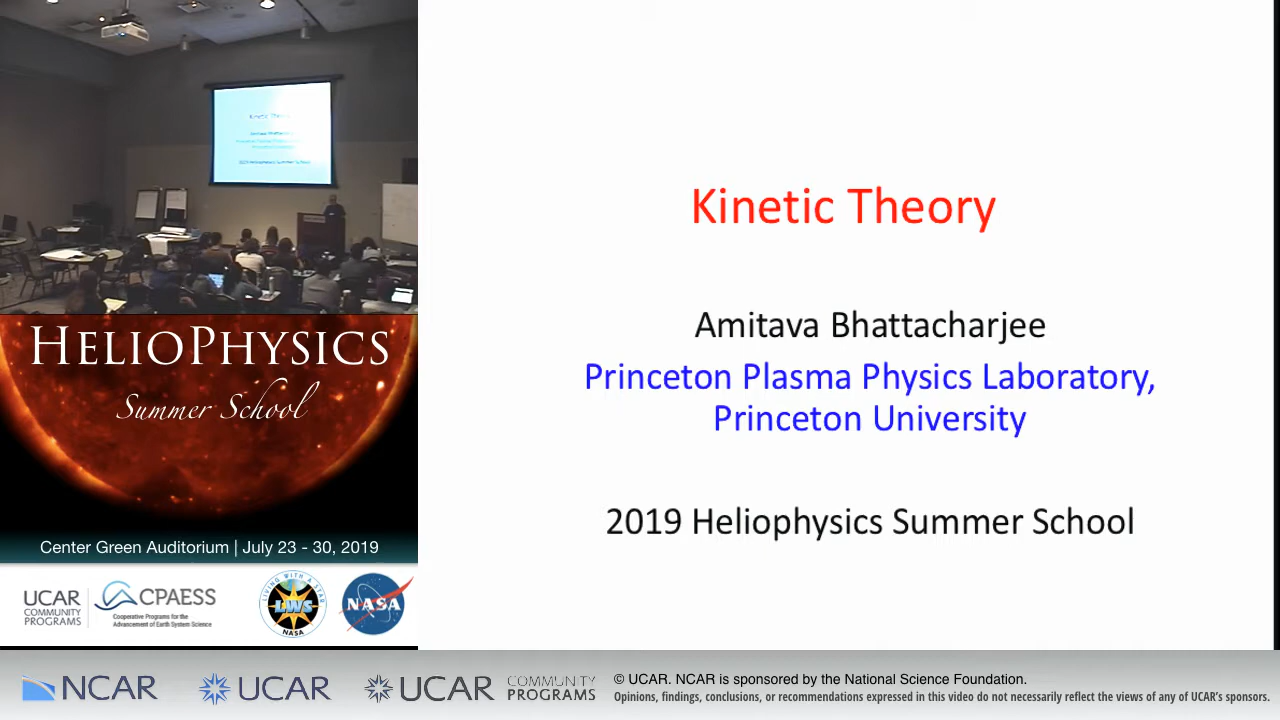 Kinetic Theory
Amitava Bhattacharjee
Princeton Plasma Physics Laboratory,
Princeton University
2019 Heliophysics Summer School
HELIOPHYSICS
Summer School
Center Green Auditorium | July 23 - 30, 2019
UCAR
COMMUNITY
PROGRAMS
CPAESS
Cooperative Programs for the
Advancement of Earth System Science
LIVING WITH A STAR
LWS
NASA
NASA
NCAR
UCAR
UCAR
COMMUNITY
PROGRAMS
© UCAR. NCAR is sponsored by the National Science Foundation.
Opinions, findings, conclusions, or recommendations expressed in this video do not necessarily reflect the views of any of UCAR's sponsors.